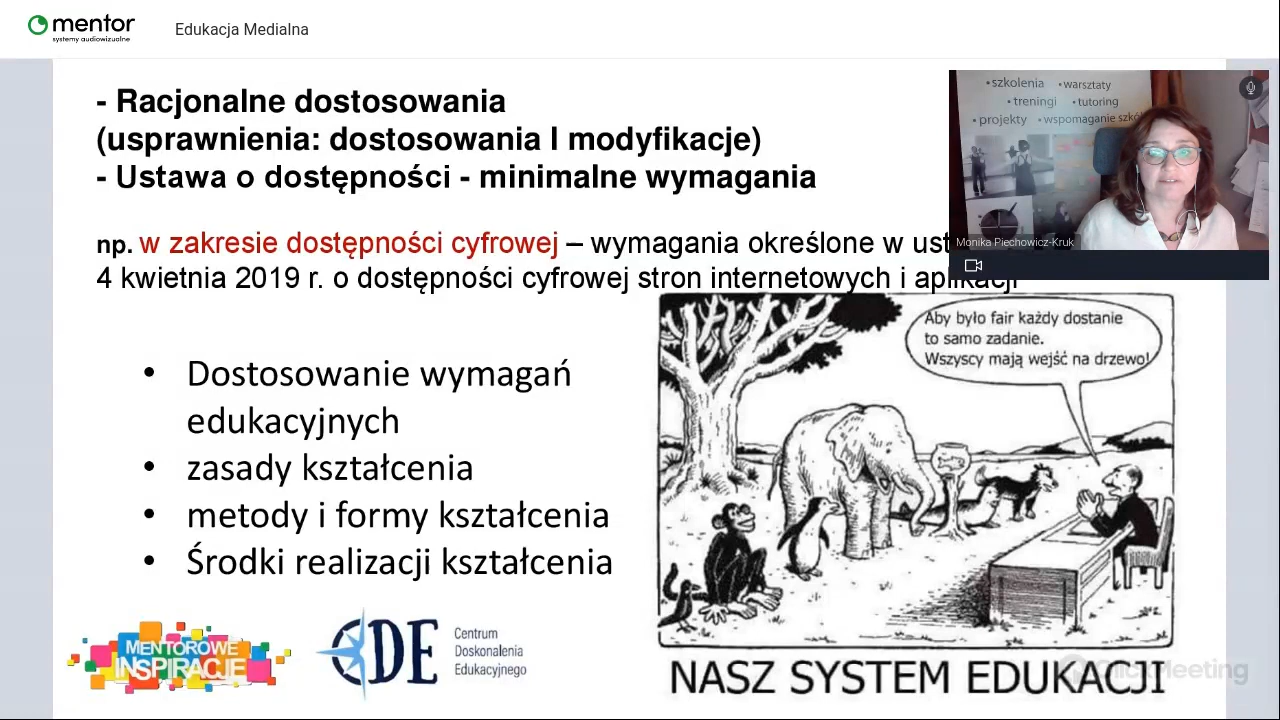 mentor
systemy audiowizualne
Edukacja Medialna
- Racjonalne dostosowania
(usprawnienia: dostosowania I modyfikacje)
- Ustawa o dostępności - minimalne wymagania
np. w zakresie dostępności cyfrowej – wymagania określone w ust
4 kwietnia 2019 r. o dostępności cyfrowej stron internetowych i aplikacji
•szkolenia •warsztaty
•treningi •tutoring
•projekty •wspomaganie szkół
Monika Piechowicz-Kruk
Aby było fair każdy dostanie
to samo zadanie.
Wszyscy mają wejść na drzewo!
• Dostosowanie wymagań
edukacyjnych
• zasady kształcenia
• metody i formy kształcenia
• Środki realizacji kształcenia
MENTOROWE
INSPIRACJE
CDE
Centrum
Doskonalenia
Edukacyjnego
NASZ SYSTEM EDUKACJI
ClickMeeting